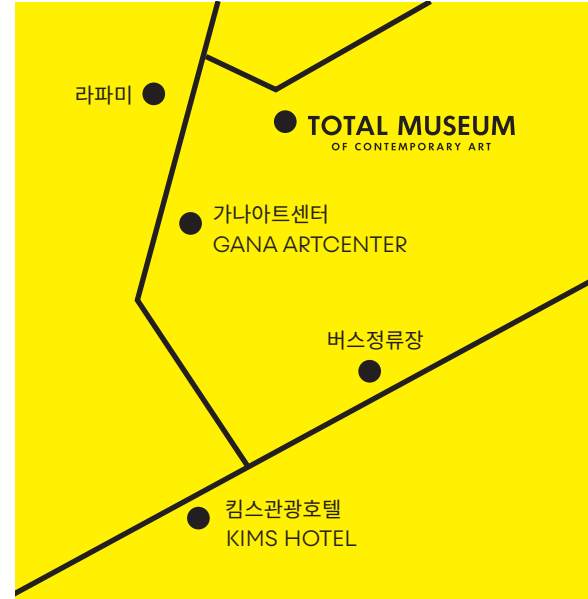 라파미
TOTAL MUSEUM
OF CONTEMPORARY ART
가나아트센터
GANA ARTCENTER
버스정류장
킴스관광호텔
KIMS HOTEL